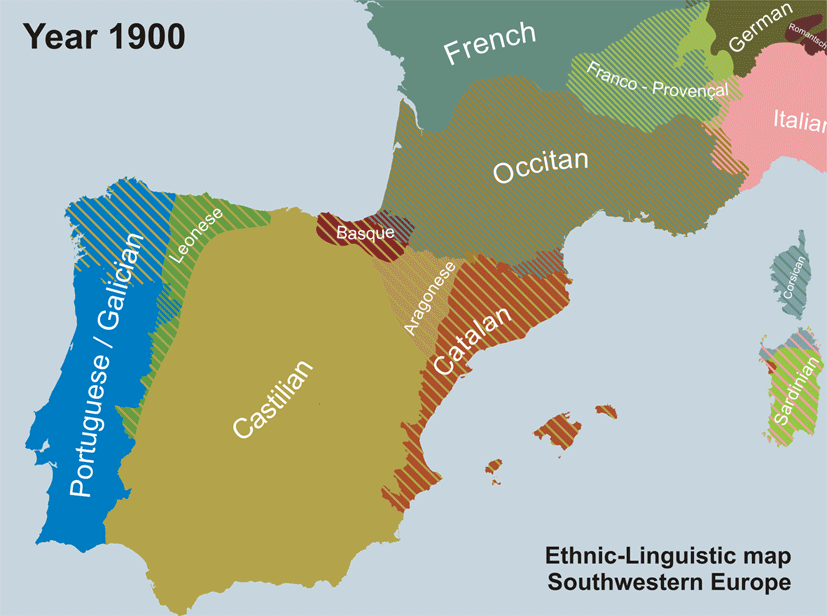 Year 1900
French
German
Romantsch
Franco - Provençal
Italian
Occitan
Leonese
Basque
Portuguese / Galician
Aragonese
Corsican
Catalan
Sardinian
Castilian
Ethnic-Linguistic map
Southwestern Europe